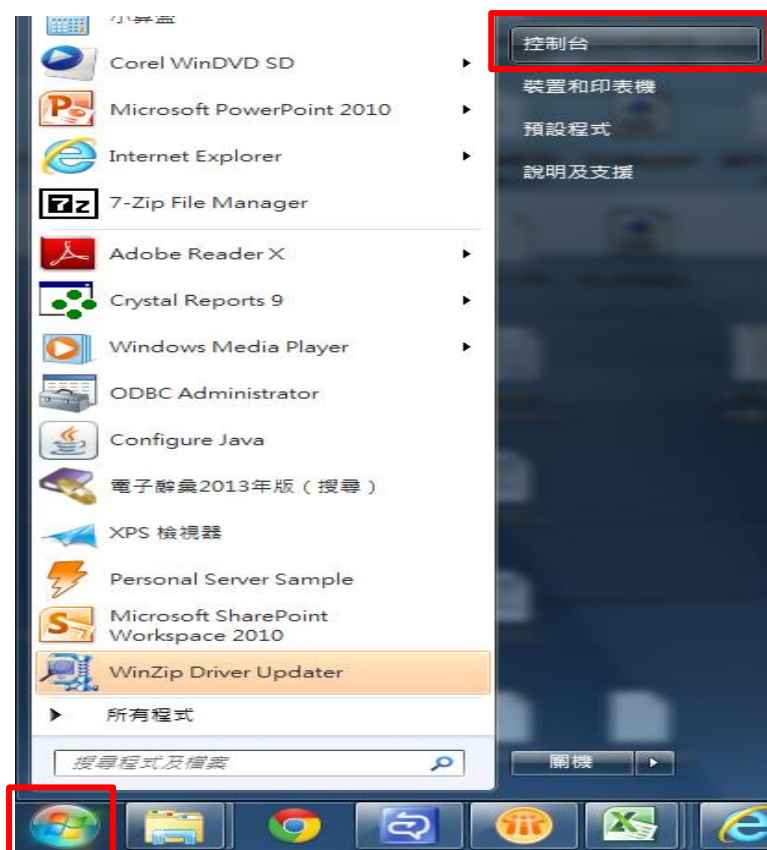 小算盤
Corel WinDVD SD
Microsoft PowerPoint 2010
Internet Explorer
7-Zip File Manager
Adobe Reader X
Crystal Reports 9
Windows Media Player
ODBC Administrator
Configure Java
電子辭彙2013年版（搜尋）
XPS 檢視器
Personal Server Sample
Microsoft SharePoint
Workspace 2010
WinZip Driver Updater
所有程式
搜尋程式及檔案
控制台
裝置和印表機
預設程式
說明及支援
關機